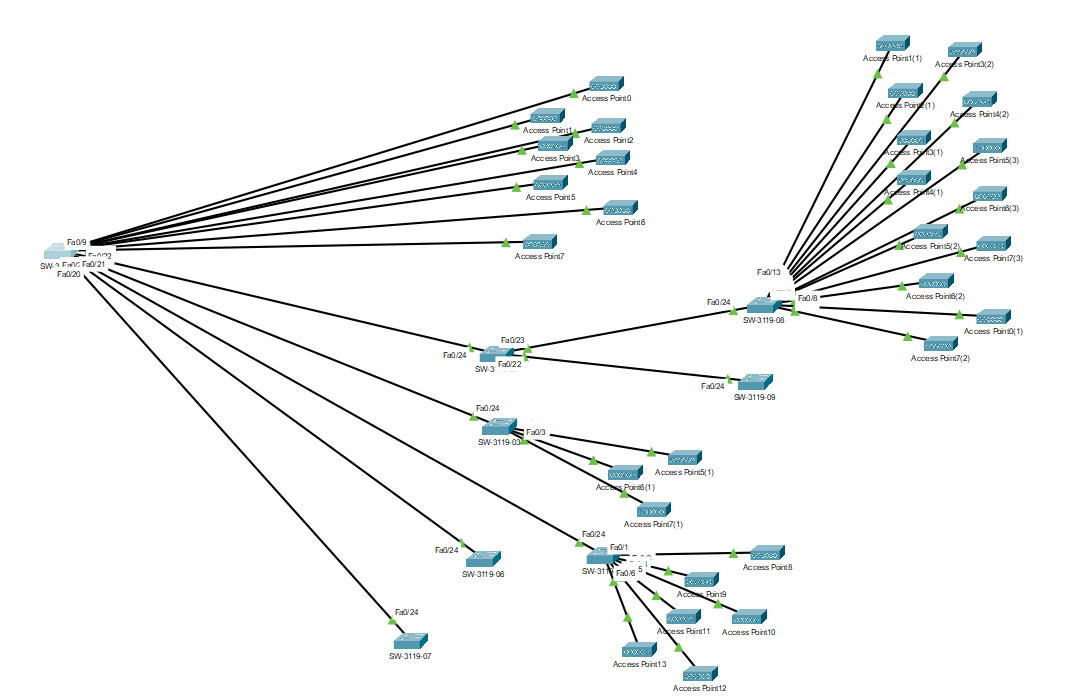 Access Point1(1)
Access Point3(2)
Access Point0
Access Point2(1)
Access Point4(2)
Access Point1
Access Point2
Access Point3
Access Point3(1)
Access Point5(3)
Access Point4
Access Point4(1)
Access Point5
Access Point6(3)
Access Point6
Access Point5(2)
Access Point7(3)
Fa0/9
Access Point7
Fa0/22
Fa0/21
Fa0/20
Fa0/13
Access Point6(2)
Fa0/24
Fa0/8
SW-3119-08
Access Point0(1)
Fa0/23
Fa0/24
Access Point7(2)
Fa0/22
Fa0/24
SW-3119-09
Fa0/24
Fa0/3
SW-3119-03
Access Point5(1)
Access Point6(1)
Access Point7(1)
Fa0/24
Fa0/24
Fa0/1
SW-3119-06
Fa0/6
5
Access Point8
Access Point9
Fa0/24
Access Point11
Access Point10
SW-3119-07
Access Point13
Access Point12